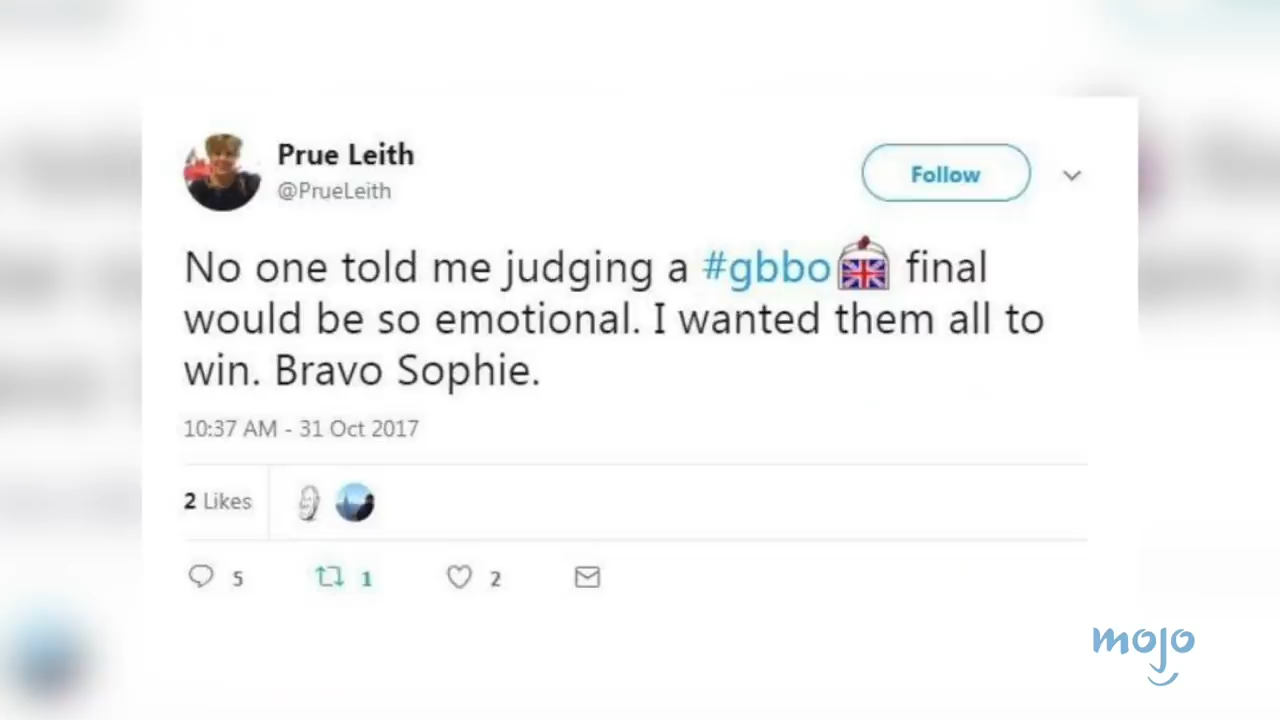 Prue Leith
@PrueLeith
Follow
No one told me judging a #gbbo final
would be so emotional. I wanted them all to
win. Bravo Sophie.
10:37 AM - 31 Oct 2017
2 Likes
5 1 2
mojo